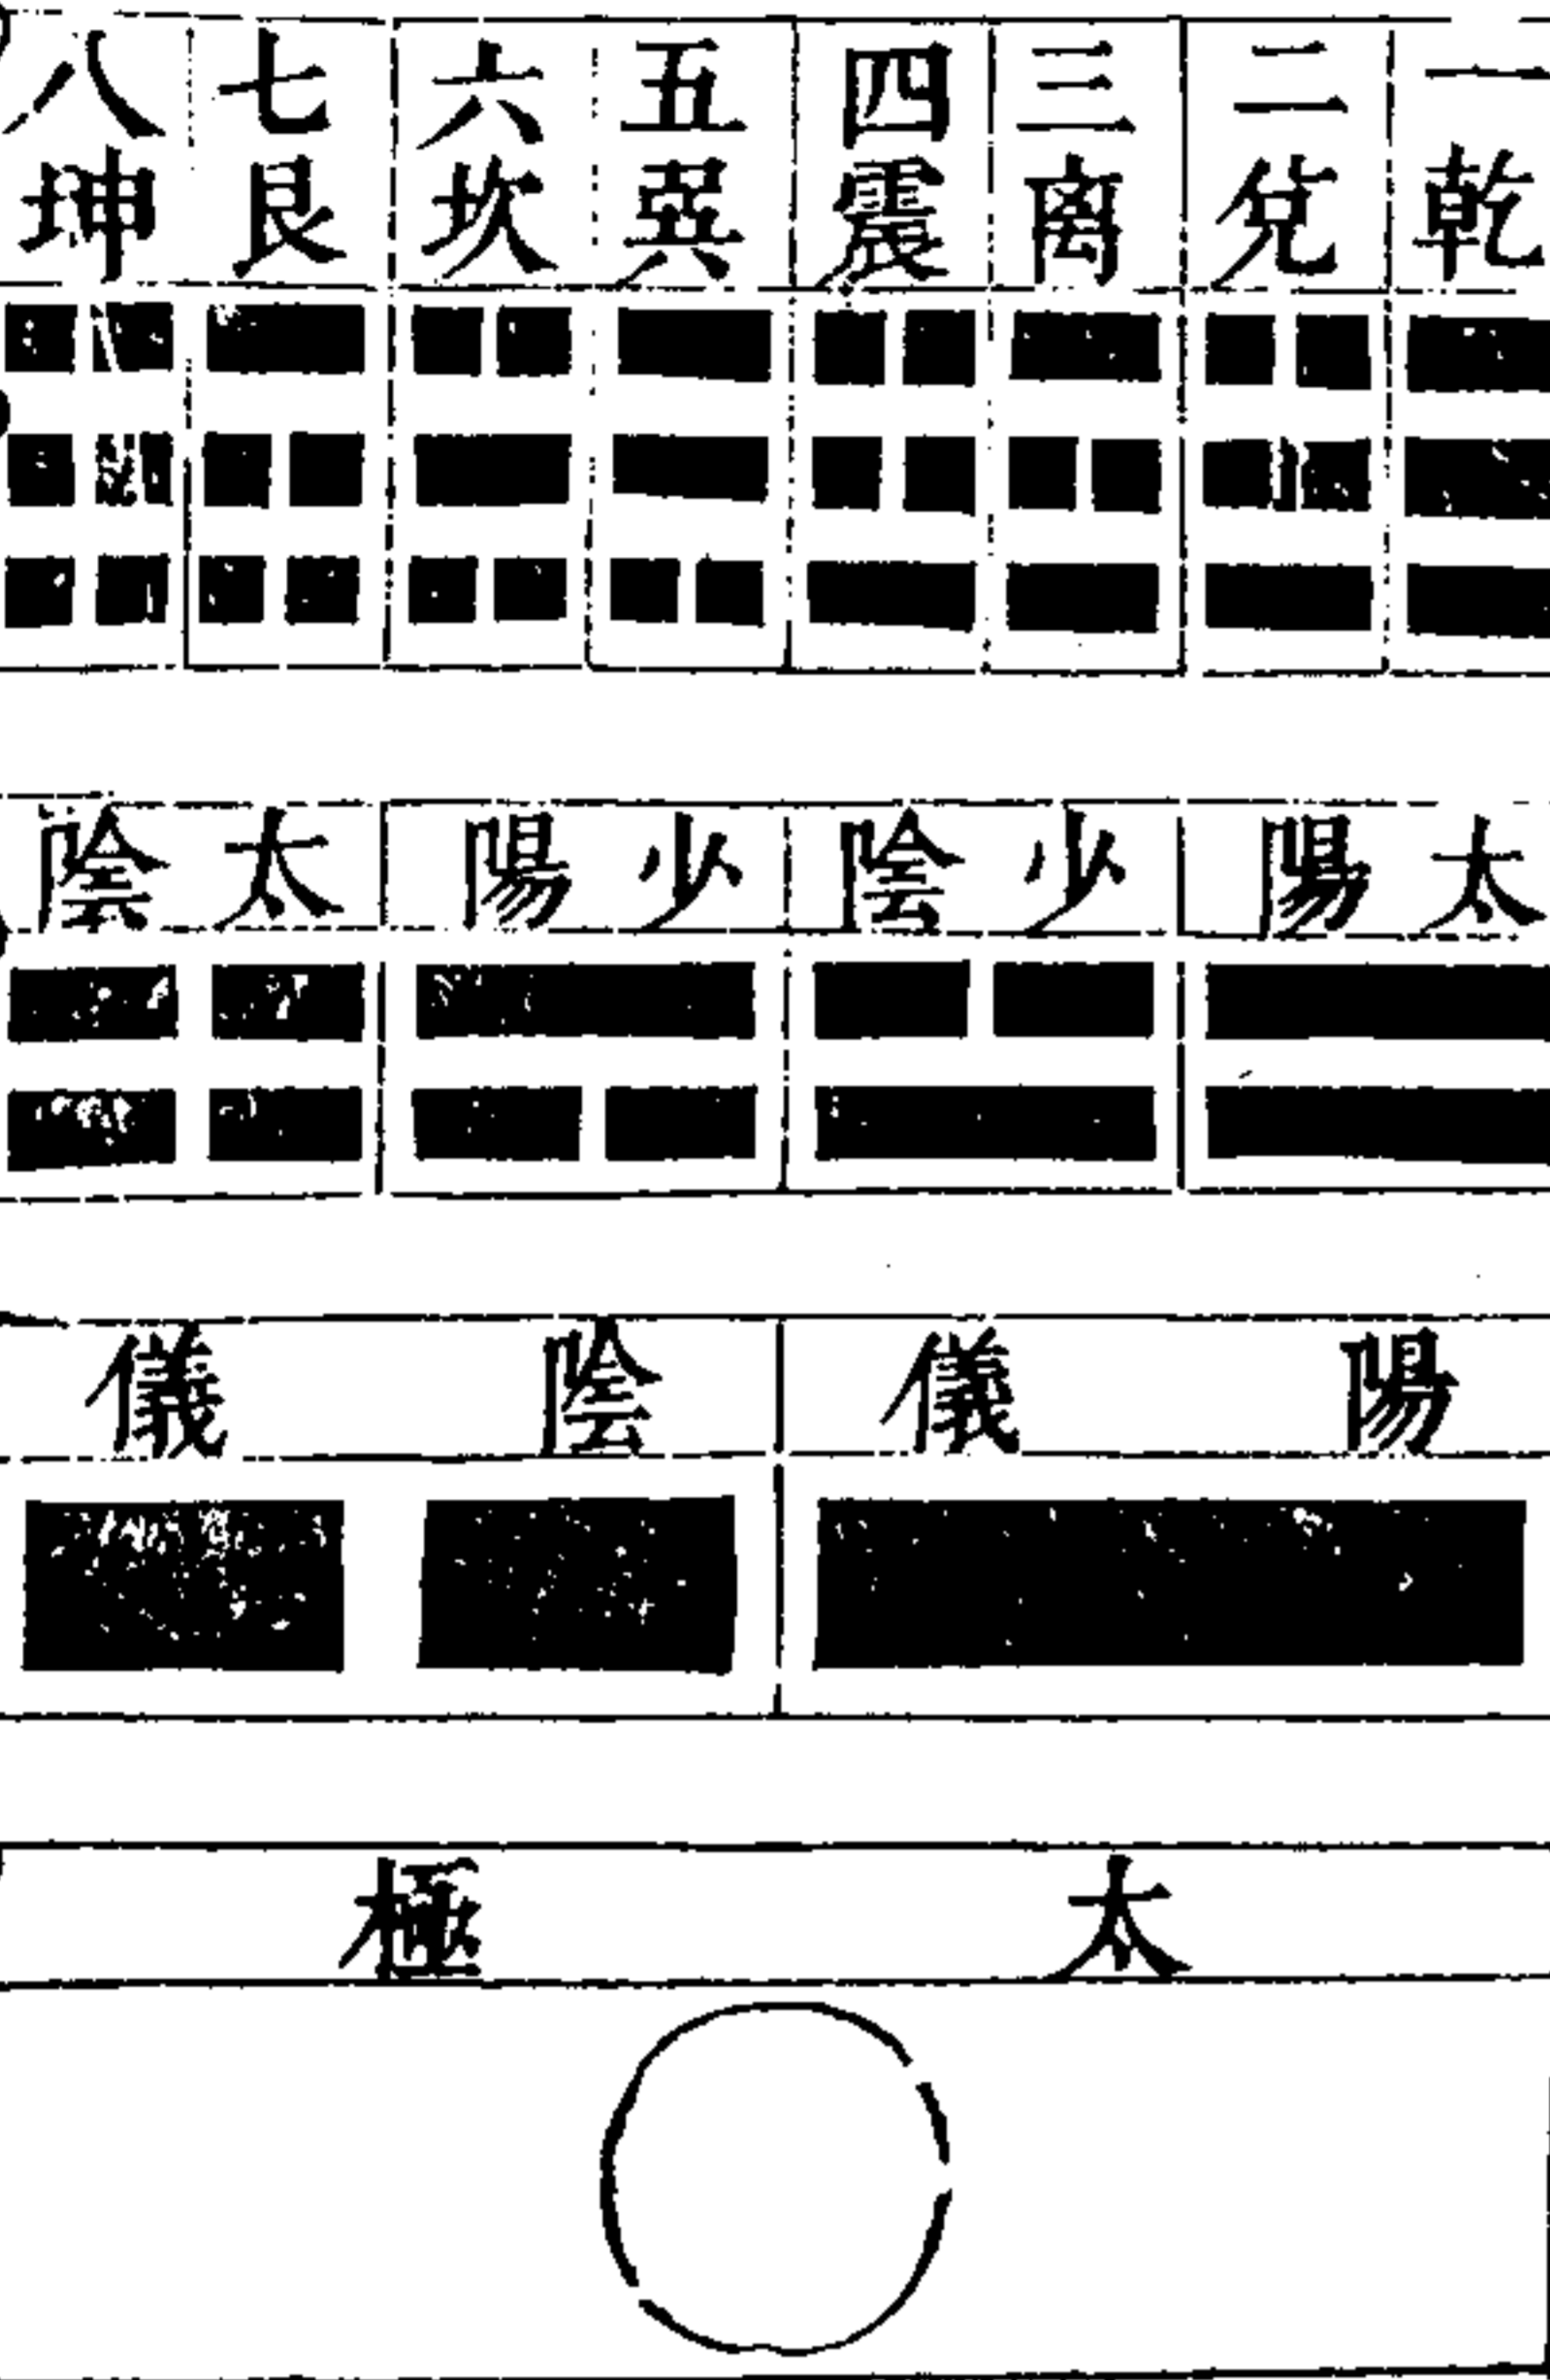 一乾
二兌
三离
四震
五巽
六坎
七艮
八坤
太陽
少陰
少陽
太陰
陽儀
陰儀
太極